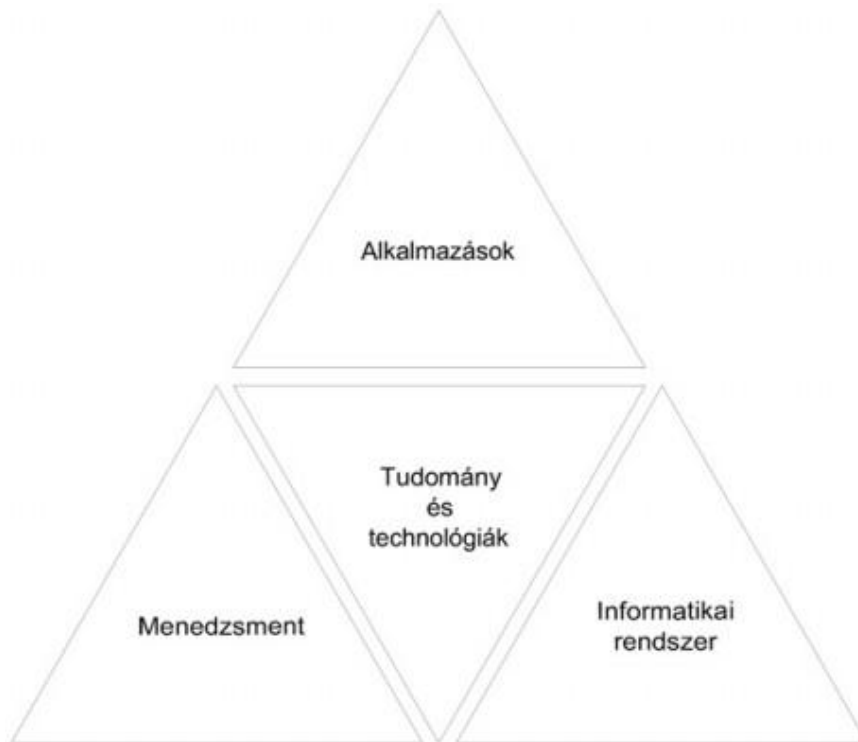 Alkalmazások
Tudomány
és
technológiák
Menedzsment
Informatikai
rendszer